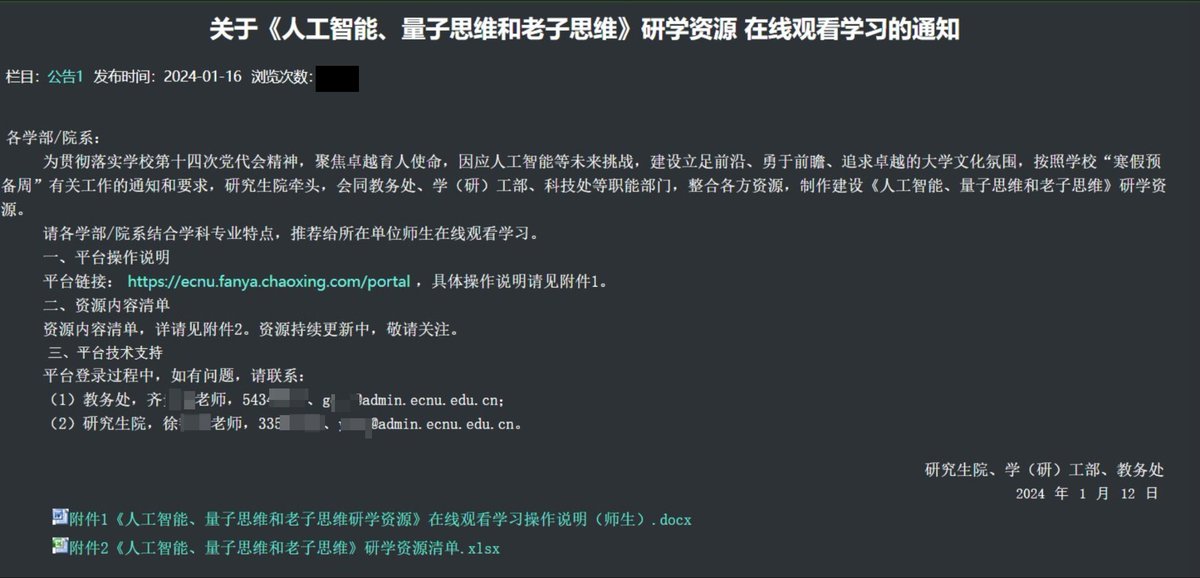 关于《人工智能、量子思维和老子思维》研学资源 在线观看学习的通知
栏目：公告1 发布时间：2024-01-16 浏览次数：
各学部/院系：
为贯彻落实学校第十四次党代会精神，聚焦卓越育人使命，因应人工智能等未来挑战，建设立足前沿、勇于前瞻、追求卓越的大学文化氛围，按照学校“寒假预
备周”有关工作的通知和要求，研究生院牵头，会同教务处、学（研）工部、科技处等职能部门，整合各方资源，制作建设《人工智能、量子思维和老子思维》研学资
源。
请各学部/院系结合学科专业特点，推荐给所在单位师生在线观看学习。
一、平台操作说明
平台链接： https://ecnu.fanya.chaoxing.com/portal ，具体操作说明请见附件1。
二、资源内容清单
资源内容清单，详请见附件2。资源持续更新中，敬请关注。
三、平台技术支持
平台登录过程中，如有问题，请联系：
（1）教务处，齐 老师，543 、g @admin.ecnu.edu.cn；
（2）研究生院，徐 老师，335 、y @admin.ecnu.edu.cn。
研究生院、学（研）工部、教务处
2024 年 1 月 12 日
附件1《人工智能、量子思维和老子思维研学资源》在线观看学习操作说明（师生）.docx
附件2《人工智能、量子思维和老子思维》研学资源清单.xlsx